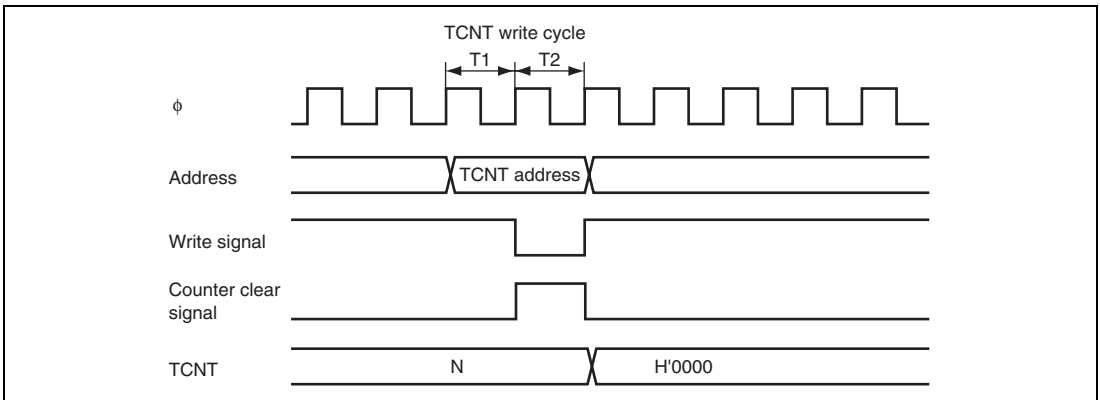 TCNT write cycle
T1 T2
ϕ
Address
TCNT address
Write signal
Counter clear
signal
TCNT
N
H'0000